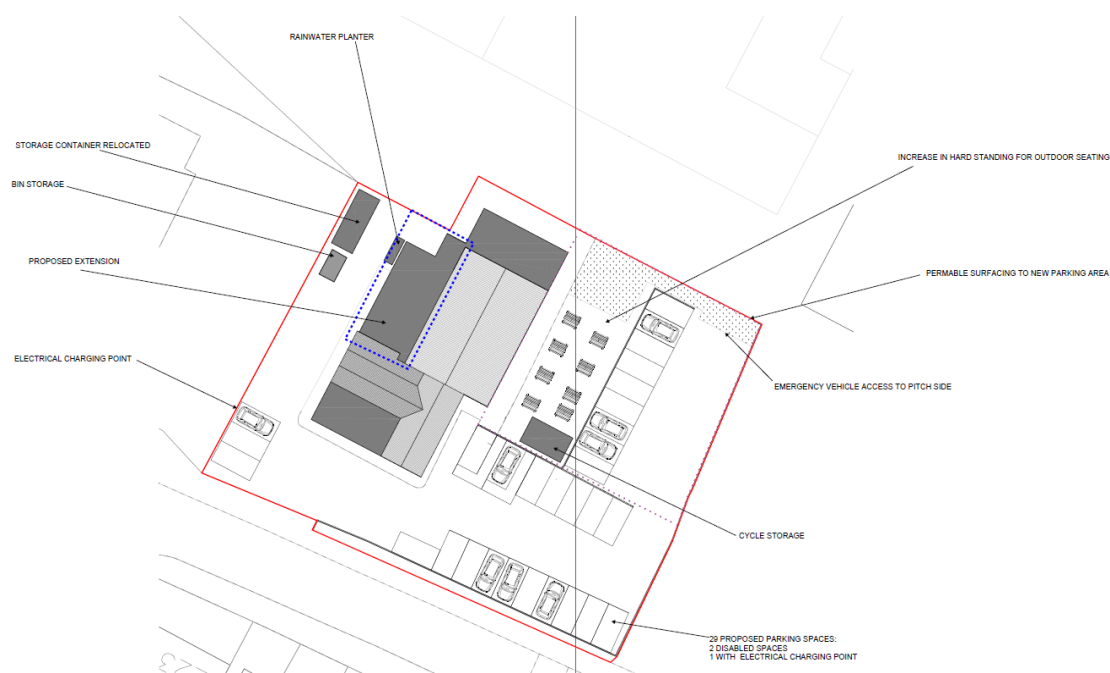 RAINWATER PLANTER
STORAGE CONTAINER RELOCATED
INCREASE IN HARD STANDING FOR OUTDOOR SEATING
BIN STORAGE
PROPOSED EXTENSION
PERMABLE SURFACING TO NEW PARKING AREA
ELECTRICAL CHARGING POINT
EMERGENCY VEHICLE ACCESS TO PITCH SIDE
CYCLE STORAGE
29 PROPOSED PARKING SPACES:
2 DISABLED SPACES
1 WITH ELECTRICAL CHARGING POINT